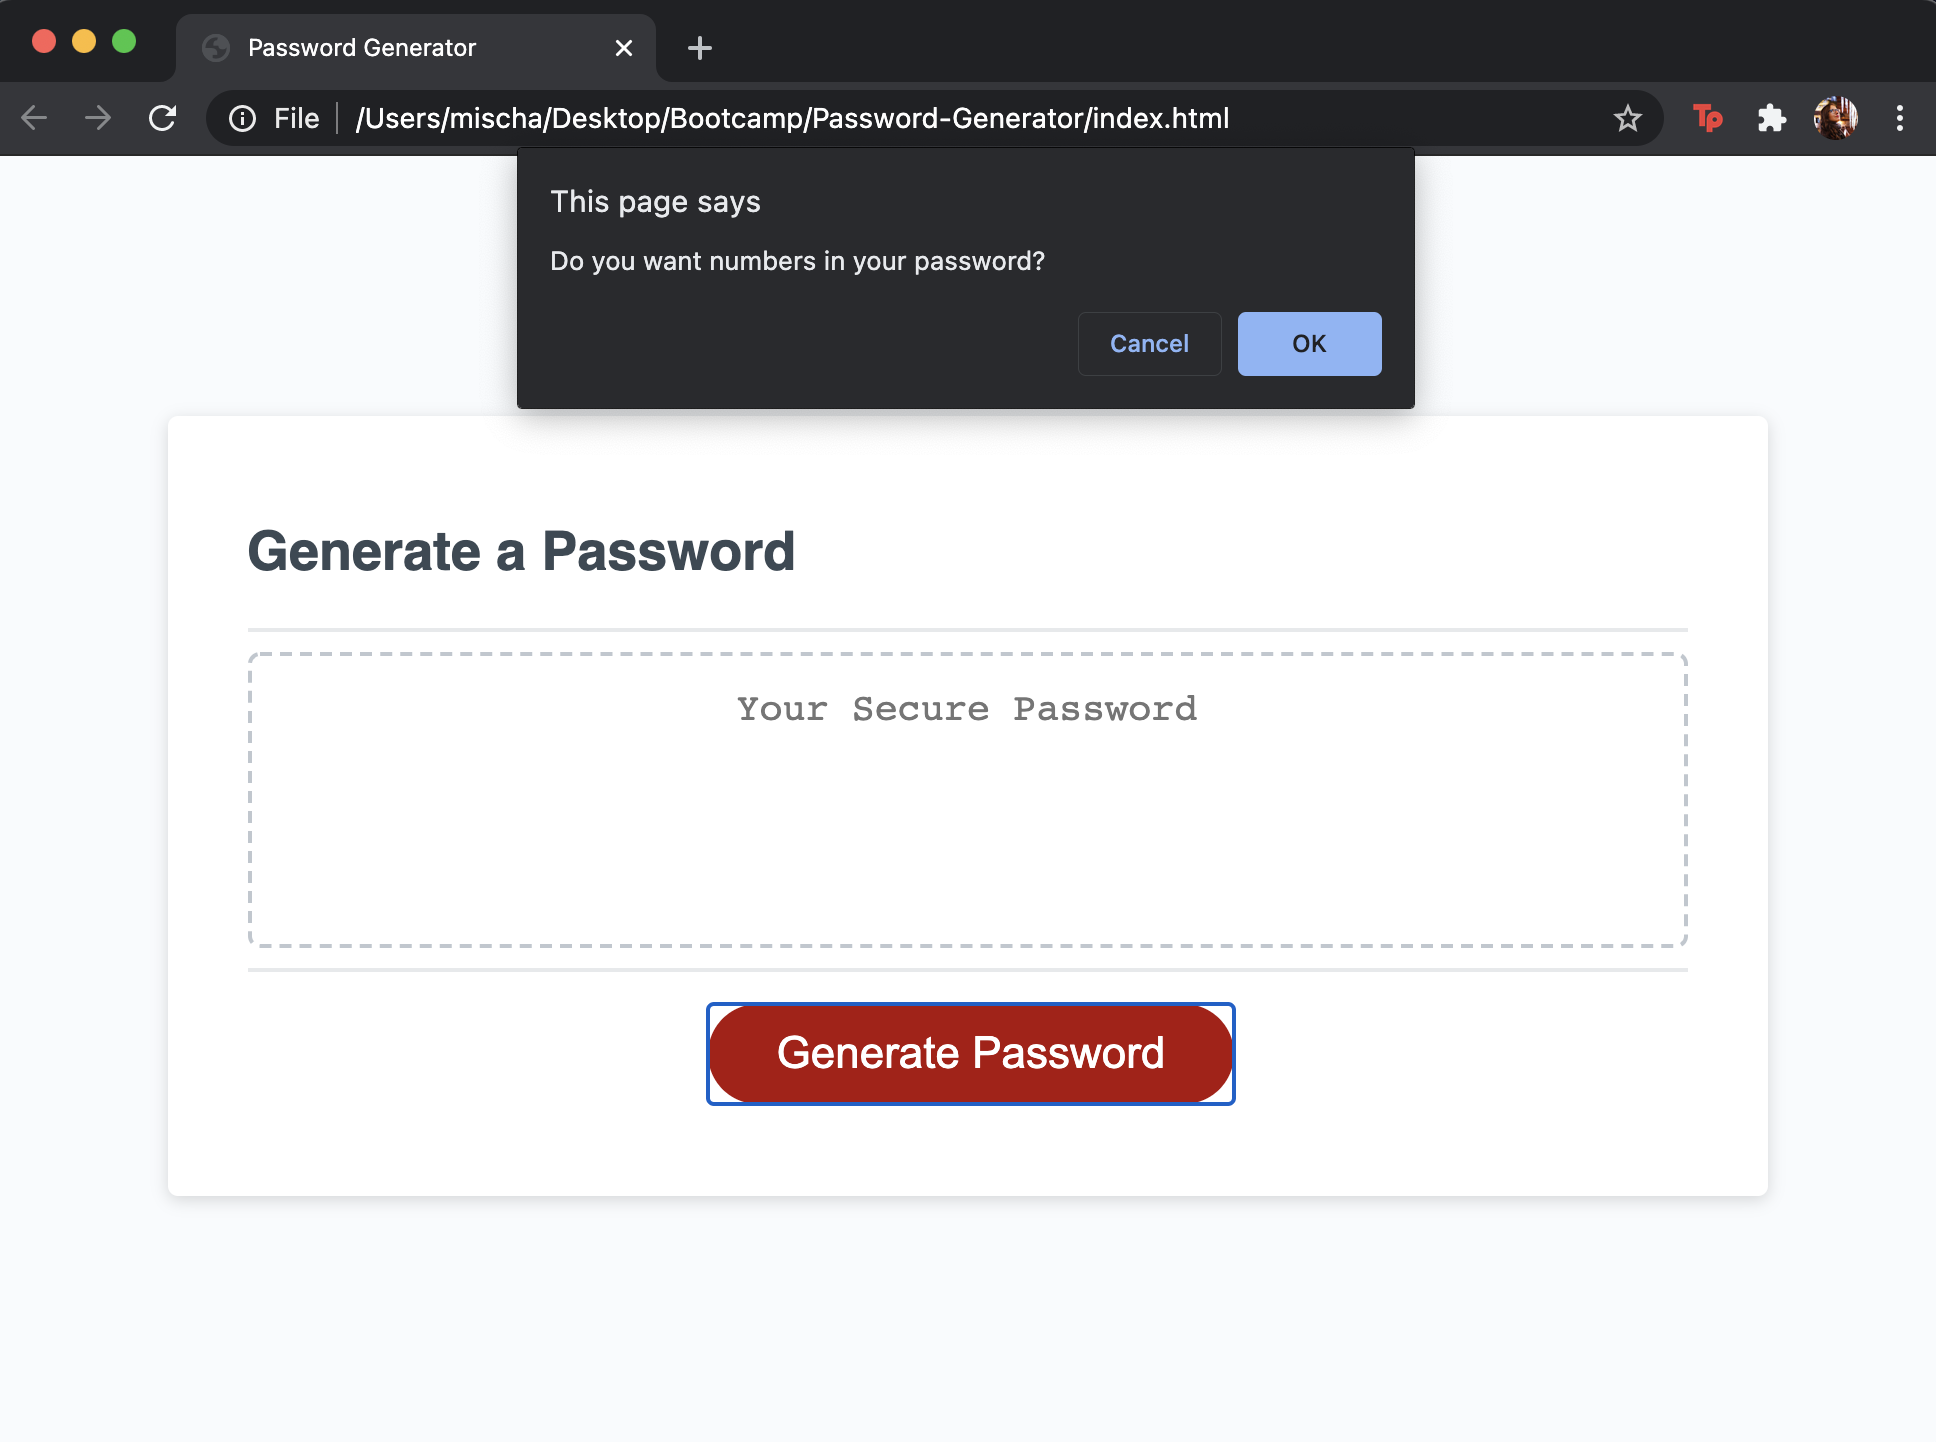 Password Generator
File /Users/mischa/Desktop/Bootcamp/Password-Generator/index.html
Tp
This page says
Do you want numbers in your password?
Cancel OK
Generate a Password
Your Secure Password
Generate Password